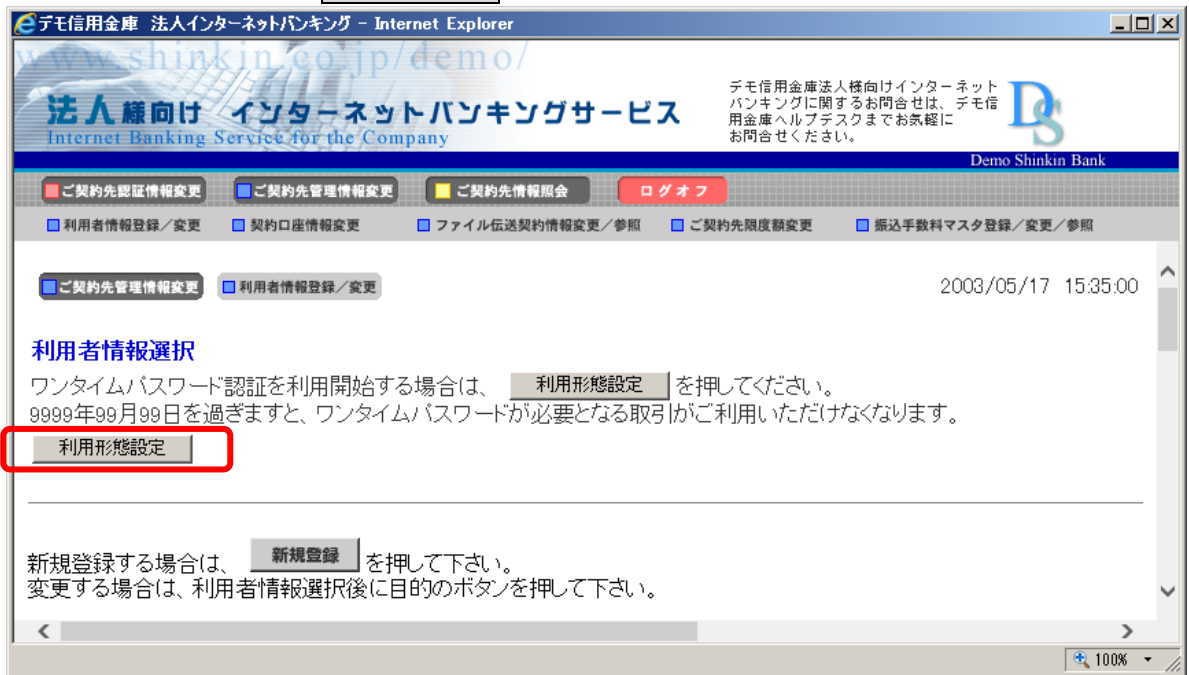 デモ信用金庫 法人インターネットバンキング - Internet Explorer
www.shinkin.co.jp/demo/
法人様向け インターネットバンキングサービス
Internet Banking Service for the Company
デモ信用金庫法人様向けインターネット
バンキングに関するお問合せは、デモ信
用金庫ヘルプデスクまでお気軽に
お問合せください。
DS
Demo Shinkin Bank
ご契約先認証情報変更 ご契約先管理情報変更 ご契約先情報照会 ログオフ
利用者情報登録／変更 契約口座情報変更 ファイル伝送契約情報変更／参照 ご契約先限度額変更 振込手数料マスタ登録／変更／参照
ご契約先管理情報変更 利用者情報登録／変更 2003/05/17 15:35:00
利用者情報選択
ワンタイムパスワード認証を利用開始する場合は、 利用形態設定 を押してください。
9999年99月99日を過ぎますと、ワンタイムパスワードが必要となる取引がご利用いただけなくなります。
利用形態設定
新規登録する場合は、 新規登録 を押して下さい。
変更する場合は、利用者情報選択後に目的のボタンを押して下さい。
100%